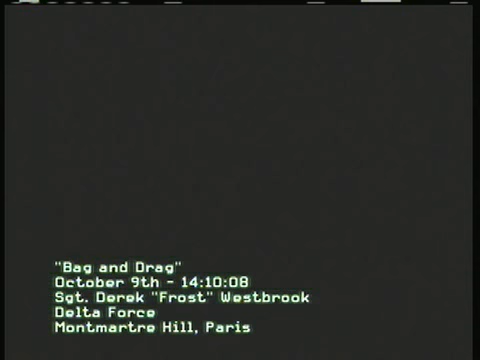 "Bag and Drag"
October 9th - 14:10:08
Sgt. Derek "Frost" Westbrook
Delta Force
Montmartre Hill, Paris